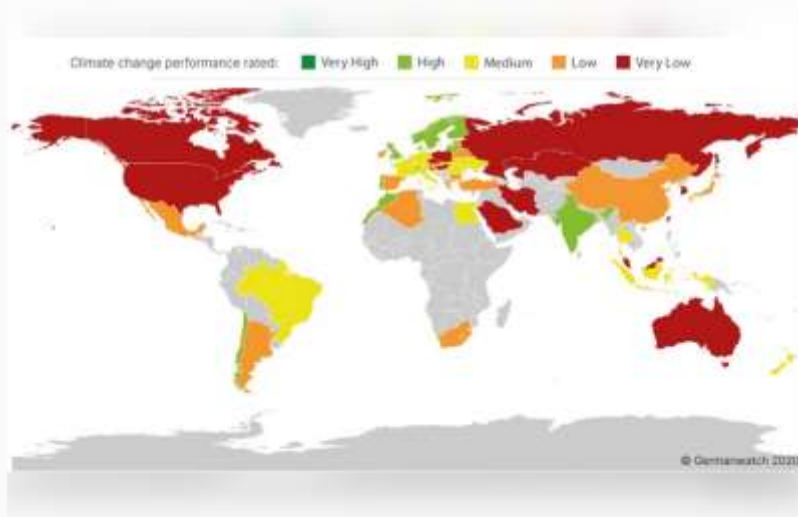 Climate change performance rated: Very High High Medium Low Very Low
© Germanwatch 2020